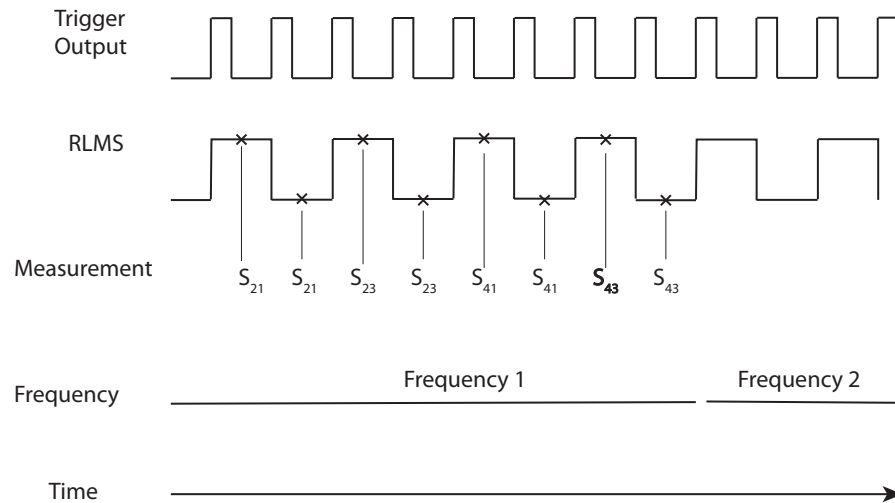 Trigger
Output
RLMS
Measurement
S₂₁ S₂₁ S₂₃ S₂₃ S₄₁ S₄₁ S₄₃ S₄₃
Frequency
Frequency 1 Frequency 2
Time